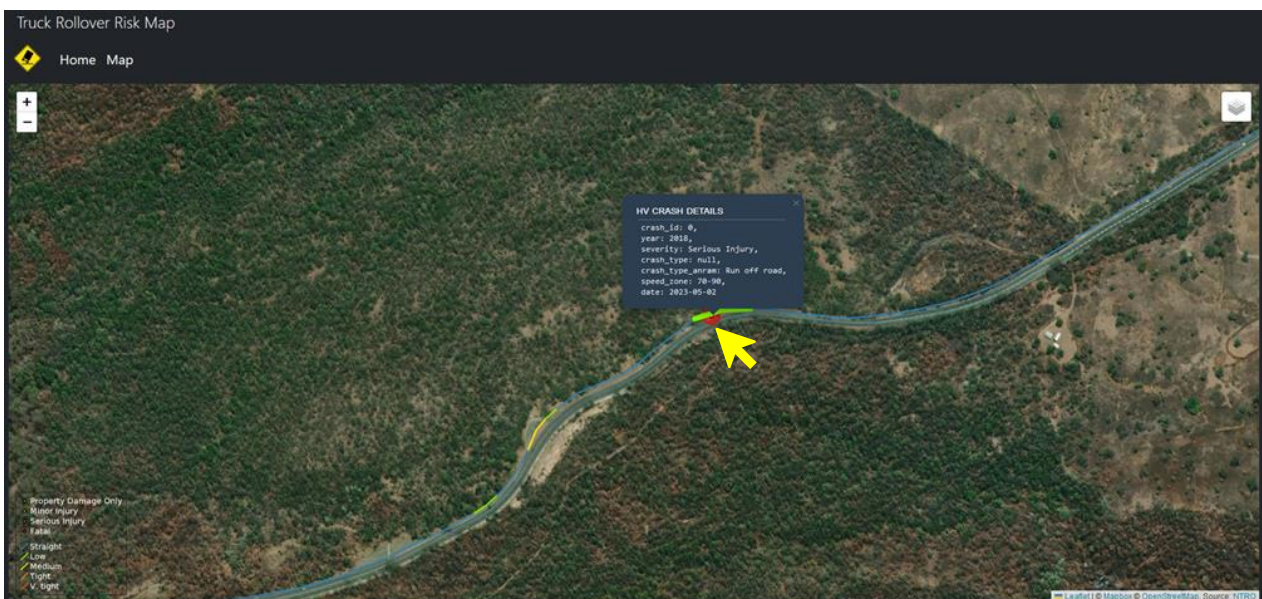 Truck Rollover Risk Map
Home Map
+
−
×
HV CRASH DETAILS
crash_id: 0,
year: 2018,
severity: Serious Injury,
crash_type: null,
crash_type_anram: Run off road,
speed_zone: 70-90,
date: 2023-05-02
Property Damage Only
Minor Injury
Serious Injury
Fatal
Straight
Low
Medium
Tight
V. tight
Leaflet | © Mapbox © OpenStreetMap, Source: NTRO